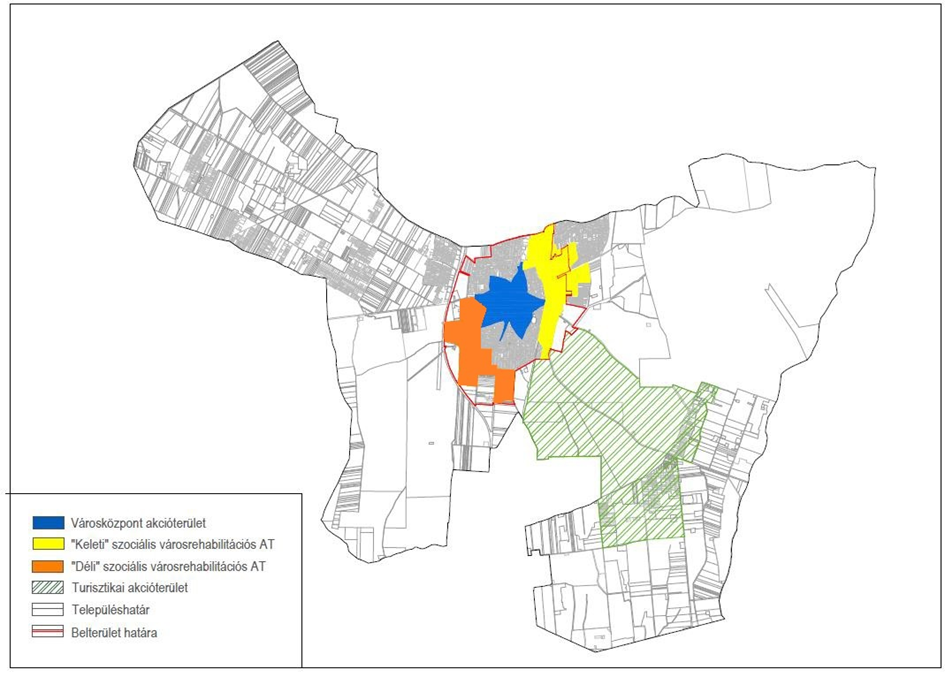 Városközpont akcióterület
"Keleti" szociális városrehabilitációs AT
"Déli" szociális városrehabilitációs AT
Turisztikai akcióterület
Településhatár
Belterület határa